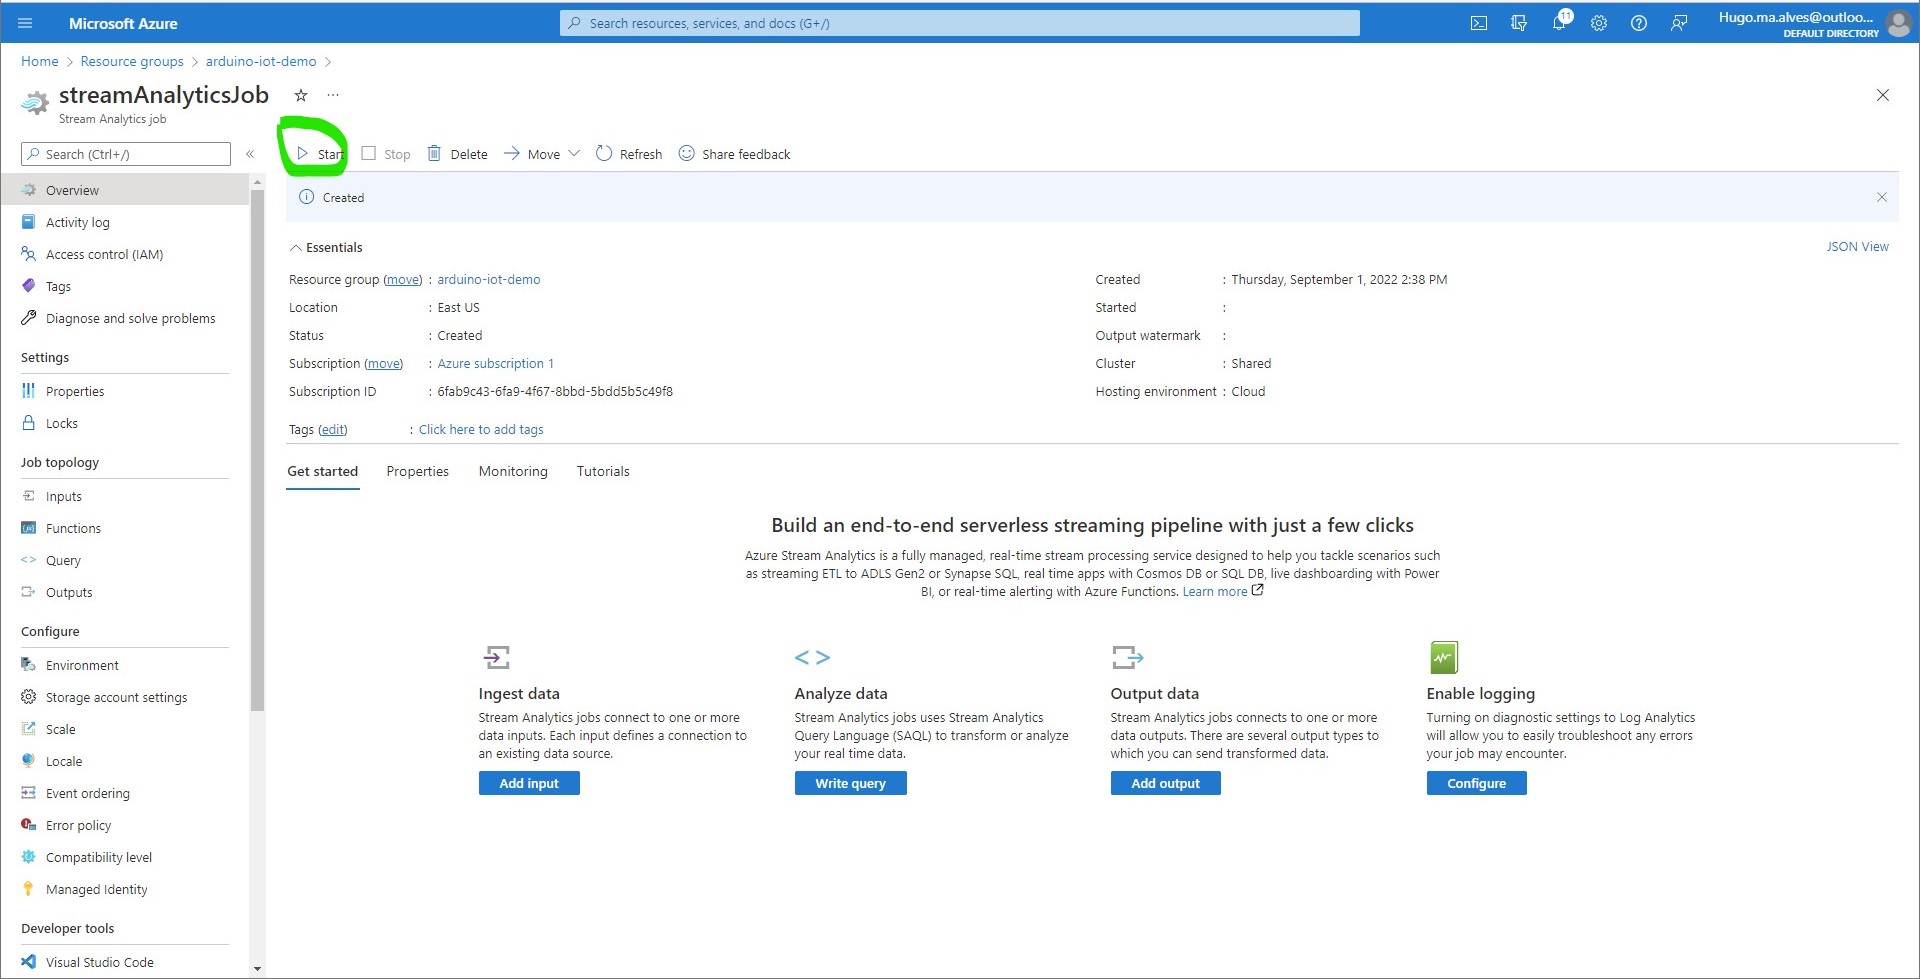 Microsoft Azure
Search resources, services, and docs (G+/)
11
Hugo.ma.alves@outloo...
DEFAULT DIRECTORY
Home > Resource groups > arduino-iot-demo >
streamAnalyticsJob
...
Stream Analytics job
Search (Ctrl+/)
«
Start
Stop
Delete
Move
Refresh
Share feedback
Overview
Activity log
Access control (IAM)
Tags
Diagnose and solve problems
Settings
Properties
Locks
Job topology
Inputs
Functions
Query
Outputs
Configure
Environment
Storage account settings
Scale
Locale
Event ordering
Error policy
Compatibility level
Managed Identity
Developer tools
Visual Studio Code
Created
Essentials
JSON View
Resource group (move) : arduino-iot-demo
Location : East US
Status : Created
Subscription (move) : Azure subscription 1
Subscription ID : 6fab9c43-6fa9-4f67-8bbd-5bdd5b5c49f8
Created : Thursday, September 1, 2022 2:38 PM
Started :
Output watermark :
Cluster : Shared
Hosting environment : Cloud
Tags (edit) : Click here to add tags
Get started
Properties
Monitoring
Tutorials
Build an end-to-end serverless streaming pipeline with just a few clicks
Azure Stream Analytics is a fully managed, real-time stream processing service designed to help you tackle scenarios such
as streaming ETL to ADLS Gen2 or Synapse SQL, real time apps with Cosmos DB or SQL DB, live dashboarding with Power
BI, or real-time alerting with Azure Functions. Learn more
Ingest data
Stream Analytics jobs connect to one or more
data inputs. Each input defines a connection to
an existing data source.
Add input
Analyze data
Stream Analytics jobs uses Stream Analytics
Query Language (SAQL) to transform or analyze
your real time data.
Write query
Output data
Stream Analytics jobs connects to one or more
data outputs. There are several output types to
which you can send transformed data.
Add output
Enable logging
Turning on diagnostic settings to Log Analytics
will allow you to easily troubleshoot any errors
your job may encounter.
Configure